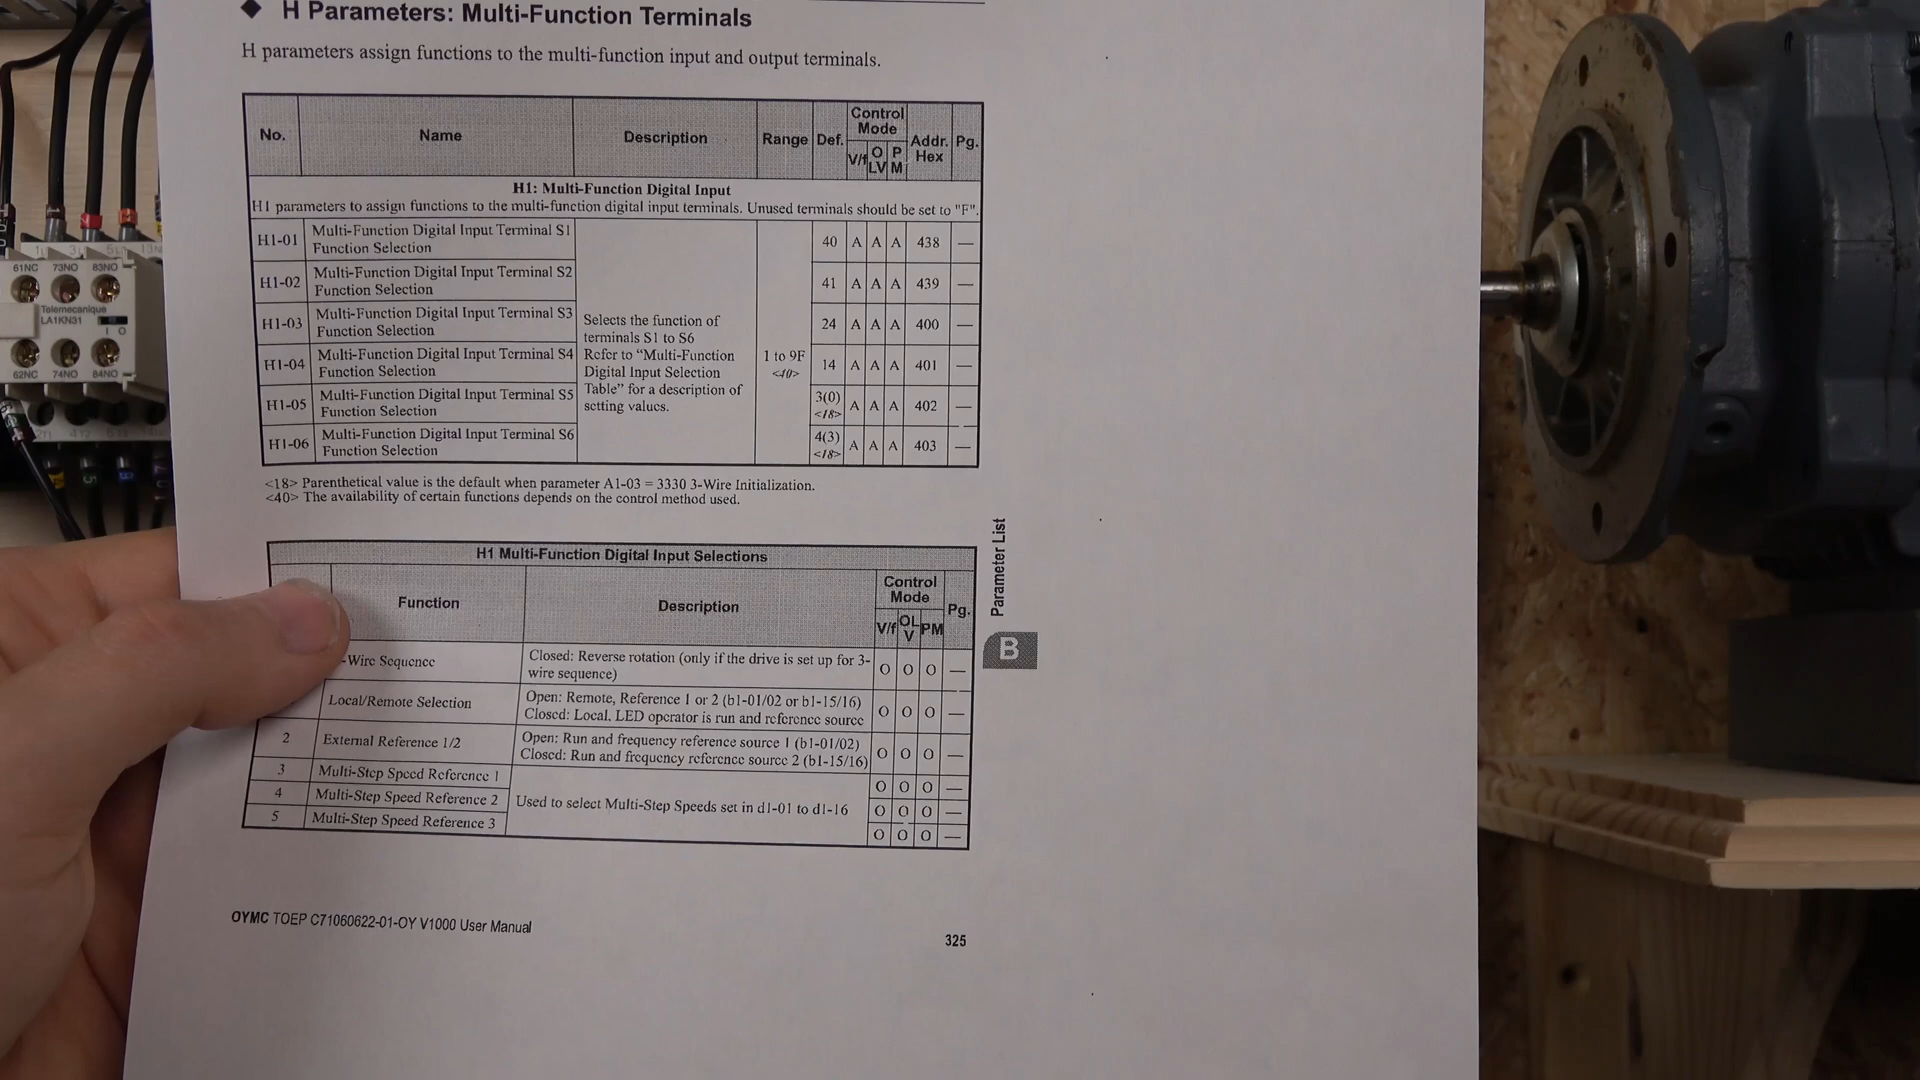 ◆ H Parameters: Multi-Function Terminals
H parameters assign functions to the multi-function input and output terminals.
No. Name Description Range Def. Control Mode Addr. Hex Pg.
V/f O LV P M
H1: Multi-Function Digital Input
H1 parameters to assign functions to the multi-function digital input terminals. Unused terminals should be set to "F".
H1-01 Multi-Function Digital Input Terminal S1 Function Selection 40 A A A 438 —
H1-02 Multi-Function Digital Input Terminal S2 Function Selection 41 A A A 439 —
H1-03 Multi-Function Digital Input Terminal S3 Function Selection 24 A A A 400 —
H1-04 Multi-Function Digital Input Terminal S4 Function Selection 14 A A A 401 —
H1-05 Multi-Function Digital Input Terminal S5 Function Selection 3(0) <18> A A A 402 —
H1-06 Multi-Function Digital Input Terminal S6 Function Selection 4(3) <18> A A A 403 —
Selects the function of
terminals S1 to S6
Refer to “Multi-Function
Digital Input Selection
Table” for a description of
setting values.
1 to 9F
<40>
<18> Parenthetical value is the default when parameter A1-03 = 3330 3-Wire Initialization.
<40> The availability of certain functions depends on the control method used.
H1 Multi-Function Digital Input Selections
Function Description Control Mode Pg.
V/f OL V PM
-Wire Sequence Closed: Reverse rotation (only if the drive is set up for 3-
wire sequence) O O O —
Local/Remote Selection Open: Remote, Reference 1 or 2 (b1-01/02 or b1-15/16)
Closed: Local, LED operator is run and reference source O O O —
2 External Reference 1/2 Open: Run and frequency reference source 1 (b1-01/02)
Closed: Run and frequency reference source 2 (b1-15/16) O O O —
3 Multi-Step Speed Reference 1 O O O —
4 Multi-Step Speed Reference 2 Used to select Multi-Step Speeds set in d1-01 to d1-16 O O O —
5 Multi-Step Speed Reference 3 O O O —
Parameter List
B
OYMC TOEP C71060622-01-OY V1000 User Manual
325
61NC 73NO 83NO
Telemecanique
LA1KN31
I O
62NC 74NO 84NO